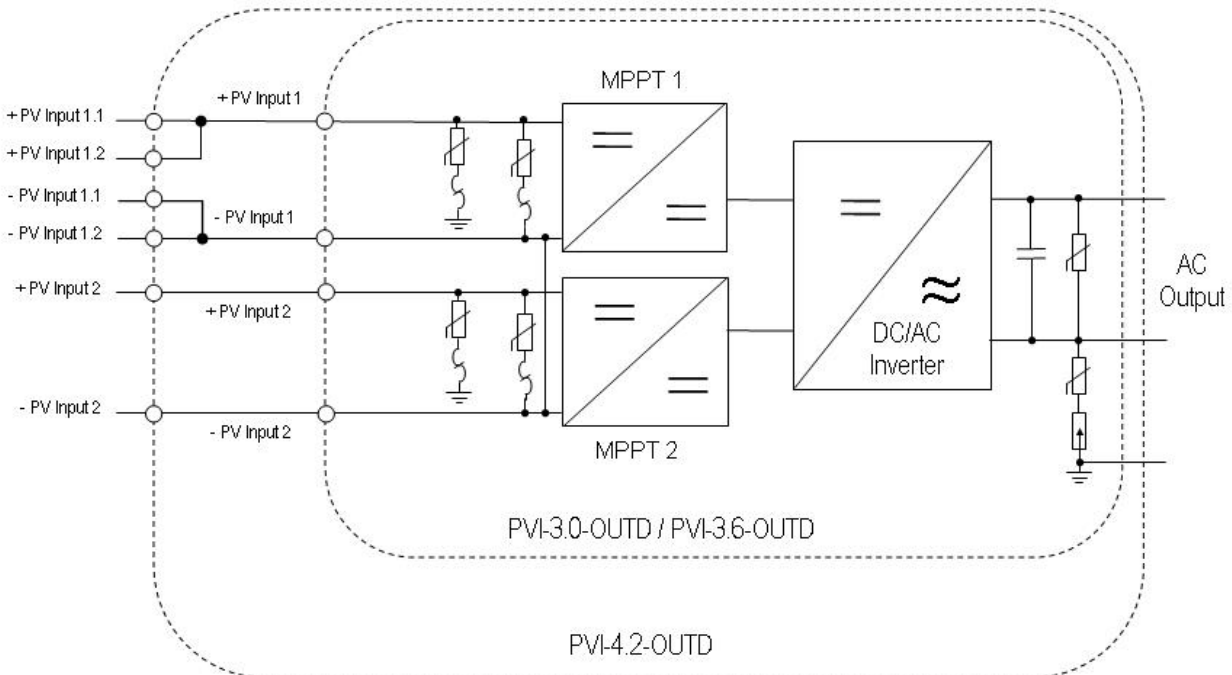 MPPT 1
+ PV Input 1
+ PV Input 1.1
+ PV Input 1.2
- PV Input 1.1
- PV Input 1
- PV Input 1.2
+ PV Input 2
+ PV Input 2
AC
Output
DC/AC
Inverter
- PV Input 2
- PV Input 2
MPPT 2
PVI-3.0-OUTD / PVI-3.6-OUTD
PVI-4.2-OUTD